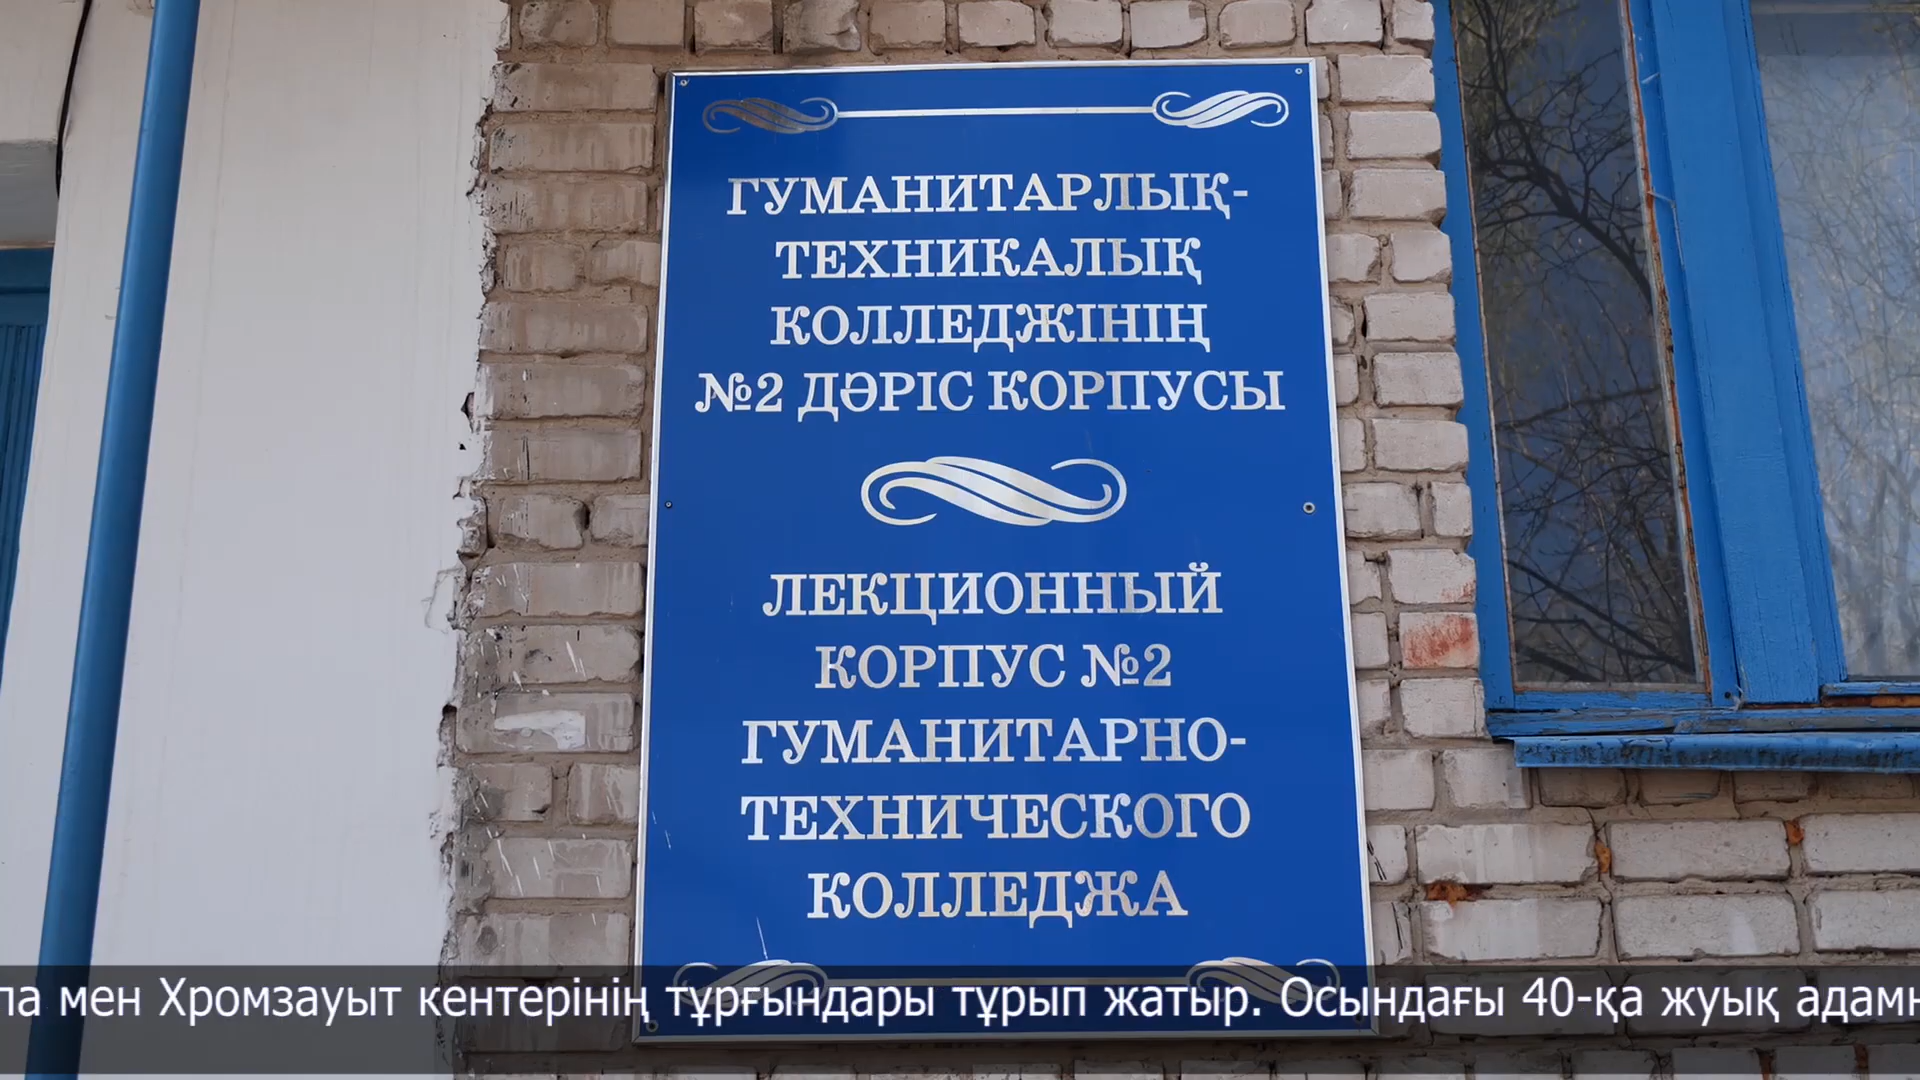 ГУМАНИТАРЛЫҚ-
ТЕХНИКАЛЫҚ
КОЛЛЕДЖІНІҢ
№2 ДӘРІС КОРПУСЫ
ЛЕКЦИОННЫЙ
КОРПУС №2
ГУМАНИТАРНО-
ТЕХНИЧЕСКОГО
КОЛЛЕДЖА
мен Хромзауыт кентерінің тұрғындары тұрып жатыр. Осындағы 40-қа жуық